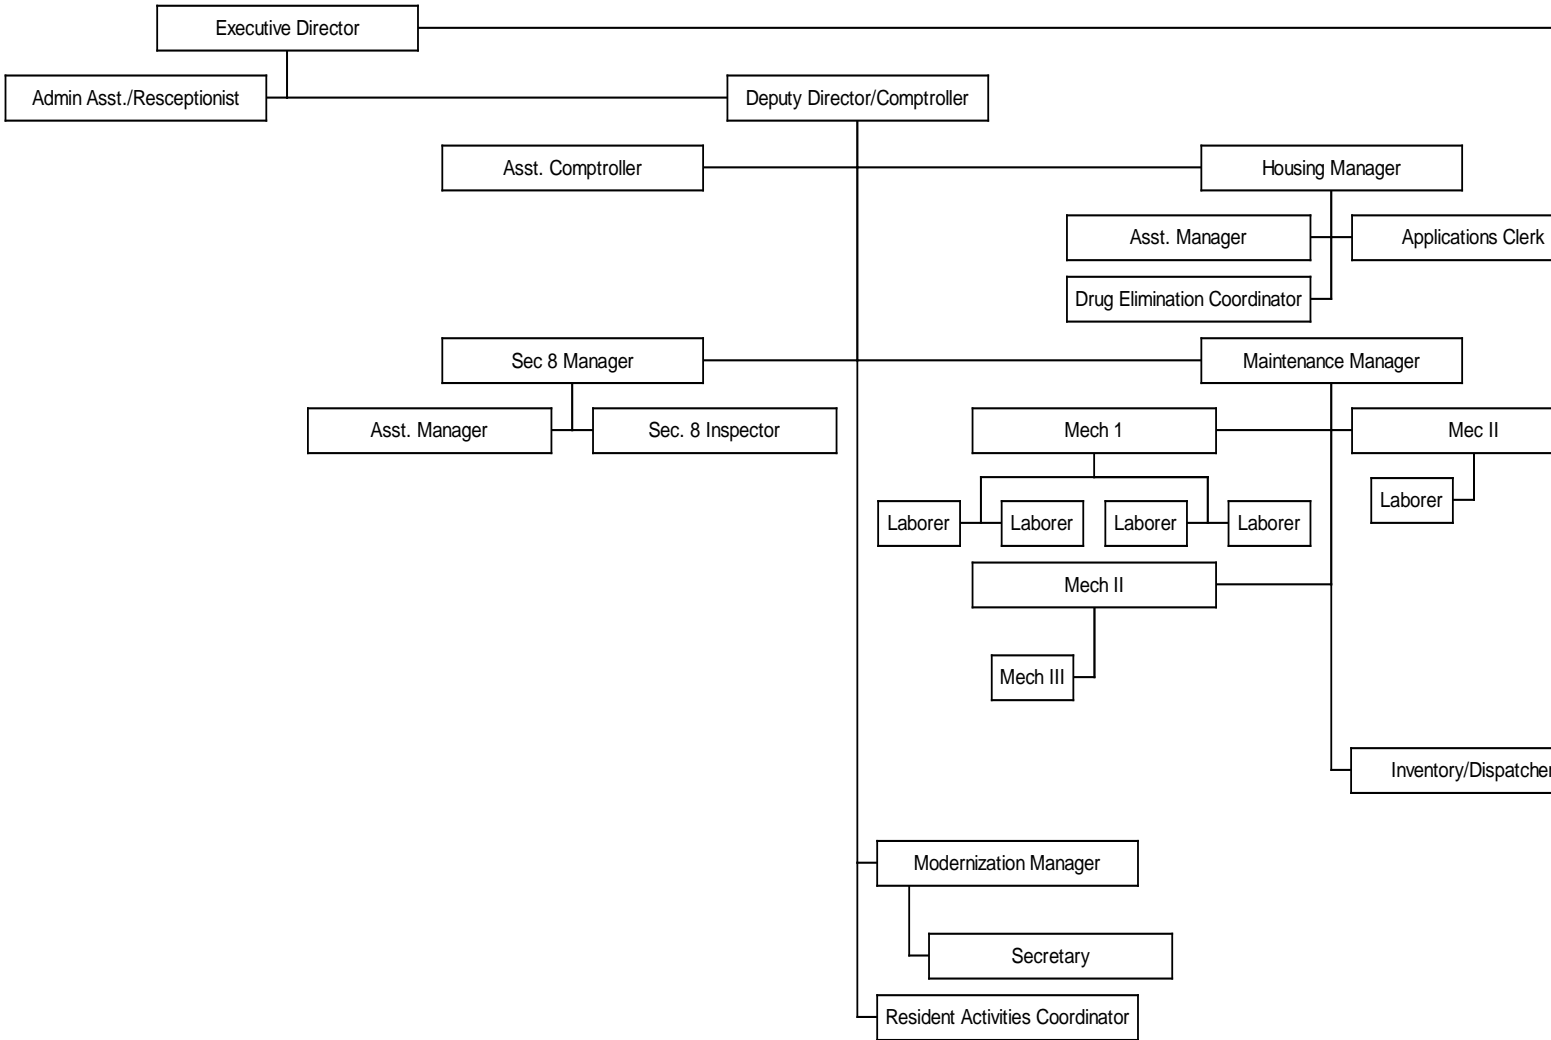 Executive Director
Admin Asst./Resceptionist
Deputy Director/Comptroller
Asst. Comptroller
Housing Manager
Asst. Manager
Applications Clerk
Drug Elimination Coordinator
Sec 8 Manager
Maintenance Manager
Asst. Manager
Sec. 8 Inspector
Mech 1
Mec II
Laborer
Laborer
Laborer
Laborer
Laborer
Mech II
Mech III
Inventory/Dispatcher
Modernization Manager
Secretary
Resident Activities Coordinator